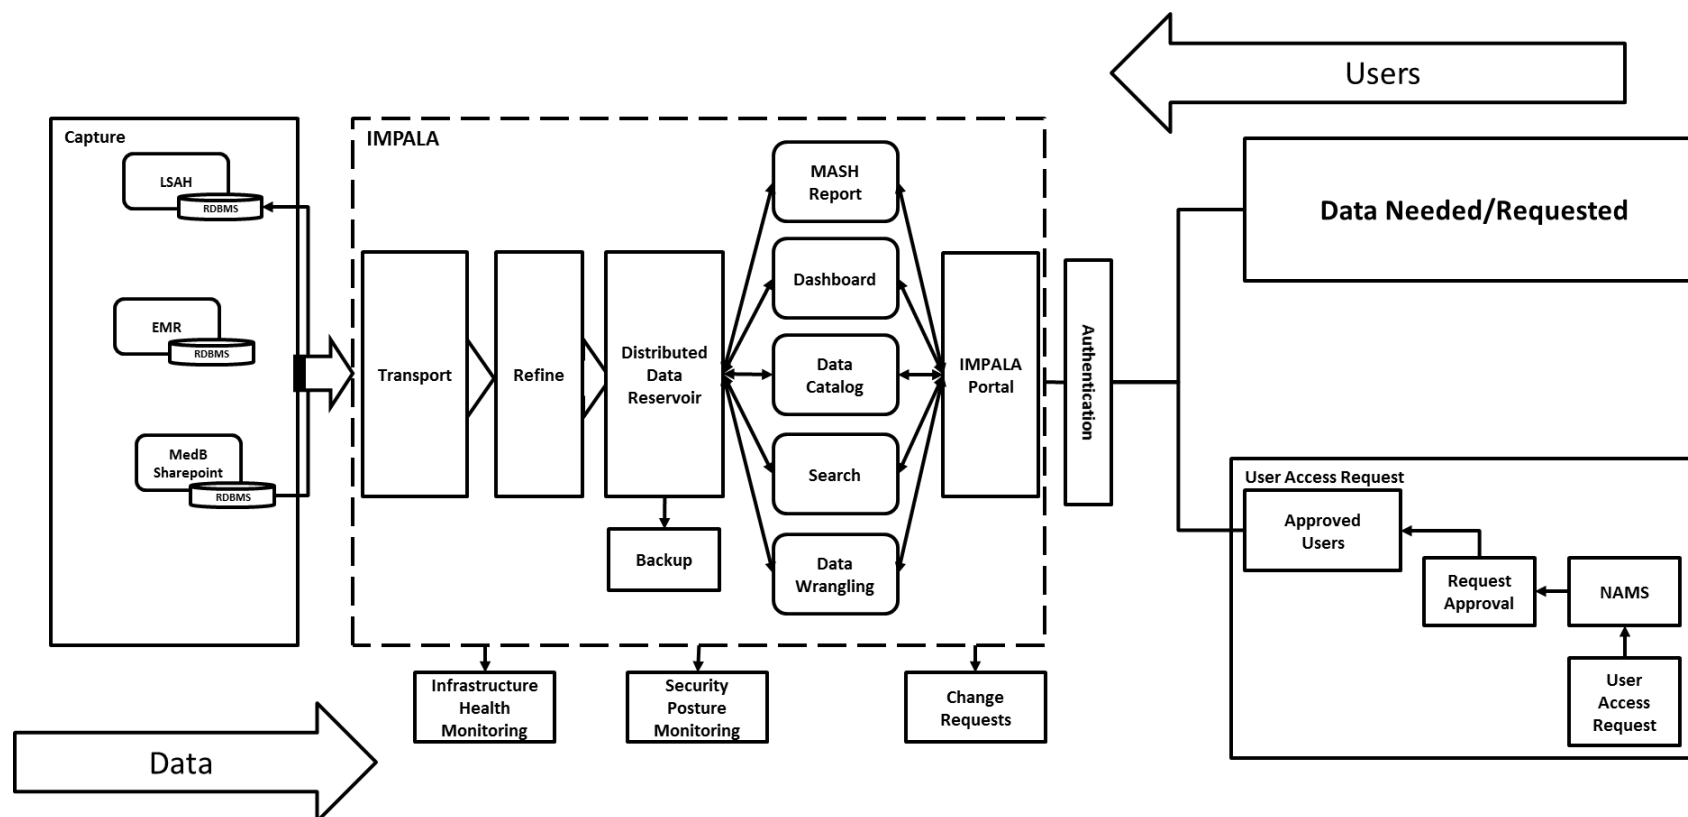 Users
Capture
LSAH
RDBMS
EMR
RDBMS
MedB
Sharepoint
RDBMS
IMPALA
Transport
Refine
Distributed
Data
Reservoir
Backup
MASH
Report
Dashboard
Data
Catalog
Search
Data
Wrangling
IMPALA
Portal
Authentication
Data Needed/Requested
User Access Request
Approved
Users
Request
Approval
NAMS
User
Access
Request
Infrastructure
Health
Monitoring
Security
Posture
Monitoring
Change
Requests
Data